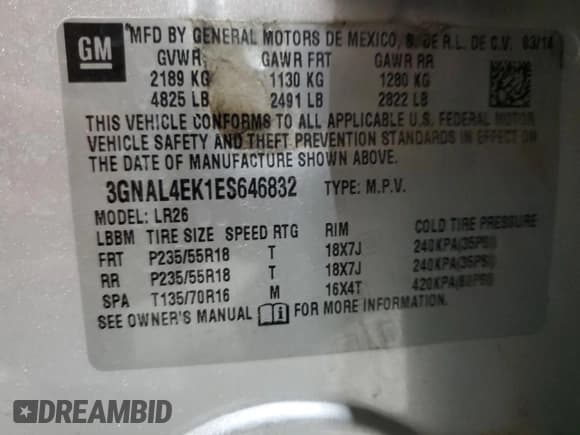 GM
MFD BY GENERAL MOTORS DE MEXICO, S. DE R.L. DE C.V. 03/14
GVWR GAWR FRT GAWR RR
2189 KG 1130 KG 1280 KG
4825 LB 2491 LB 2822 LB
THIS VEHICLE CONFORMS TO ALL APPLICABLE U.S. FEDERAL MOTOR
VEHICLE SAFETY AND THEFT PREVENTION STANDARDS IN EFFECT ON
THE DATE OF MANUFACTURE SHOWN ABOVE.
3GNAL4EK1ES646832 TYPE: M.P.V.
MODEL: LR26
LBBM TIRE SIZE SPEED RTG RIM COLD TIRE PRESSURE
FRT P235/55R18 T 18X7J 240KPA(35PSI)
RR P235/55R18 T 18X7J 240KPA(35PSI)
SPA T135/70R16 M 16X4T 420KPA(60PSI)
SEE OWNER'S MANUAL FOR MORE INFORMATION.
DREAMBID